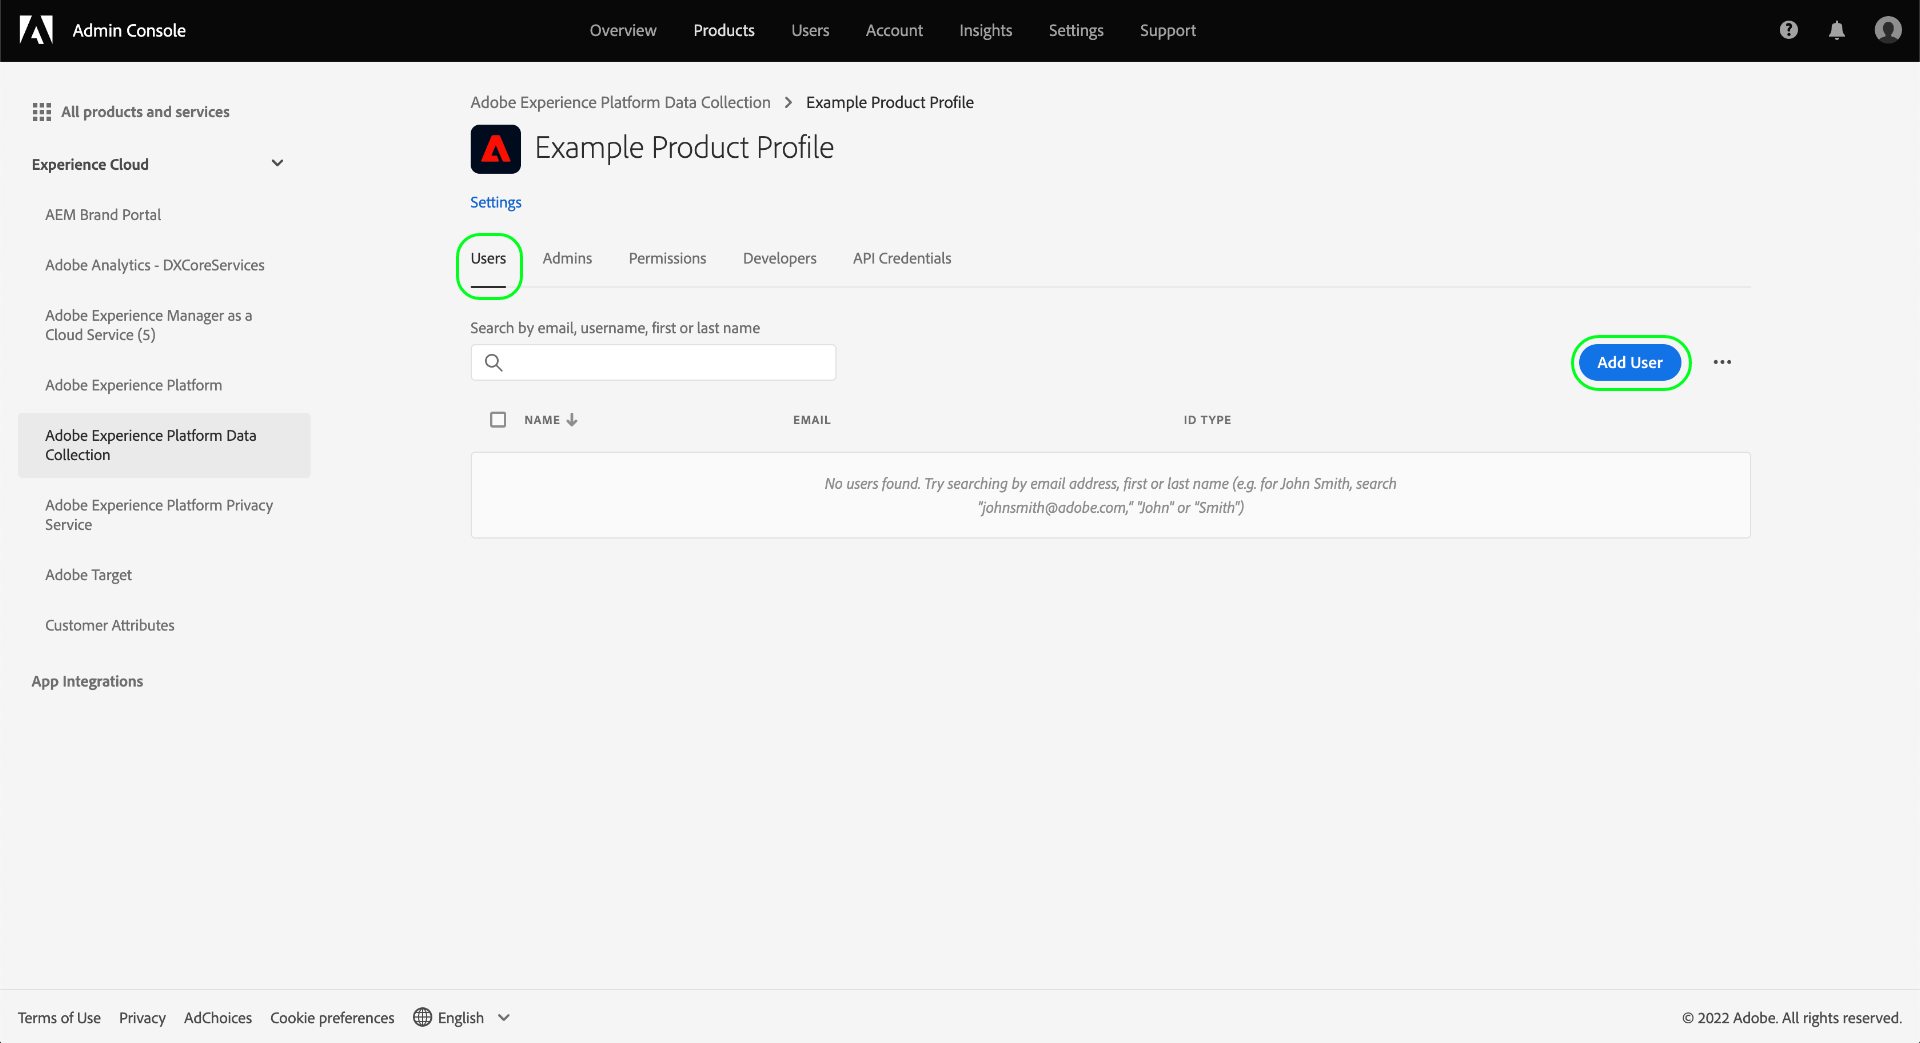 Admin Console
Overview
Products
Users
Account
Insights
Settings
Support
All products and services
Experience Cloud
AEM Brand Portal
Adobe Analytics - DXCoreServices
Adobe Experience Manager as a
Cloud Service (5)
Adobe Experience Platform
Adobe Experience Platform Data
Collection
Adobe Experience Platform Privacy
Service
Adobe Target
Customer Attributes
App Integrations
Adobe Experience Platform Data Collection > Example Product Profile
Example Product Profile
Settings
Users
Admins
Permissions
Developers
API Credentials
Search by email, username, first or last name
Add User
NAME
EMAIL
ID TYPE
No users found. Try searching by email address, first or last name (e.g. for John Smith, search
"johnsmith@adobe.com," "John" or "Smith")
Terms of Use
Privacy
AdChoices
Cookie preferences
English
© 2022 Adobe. All rights reserved.